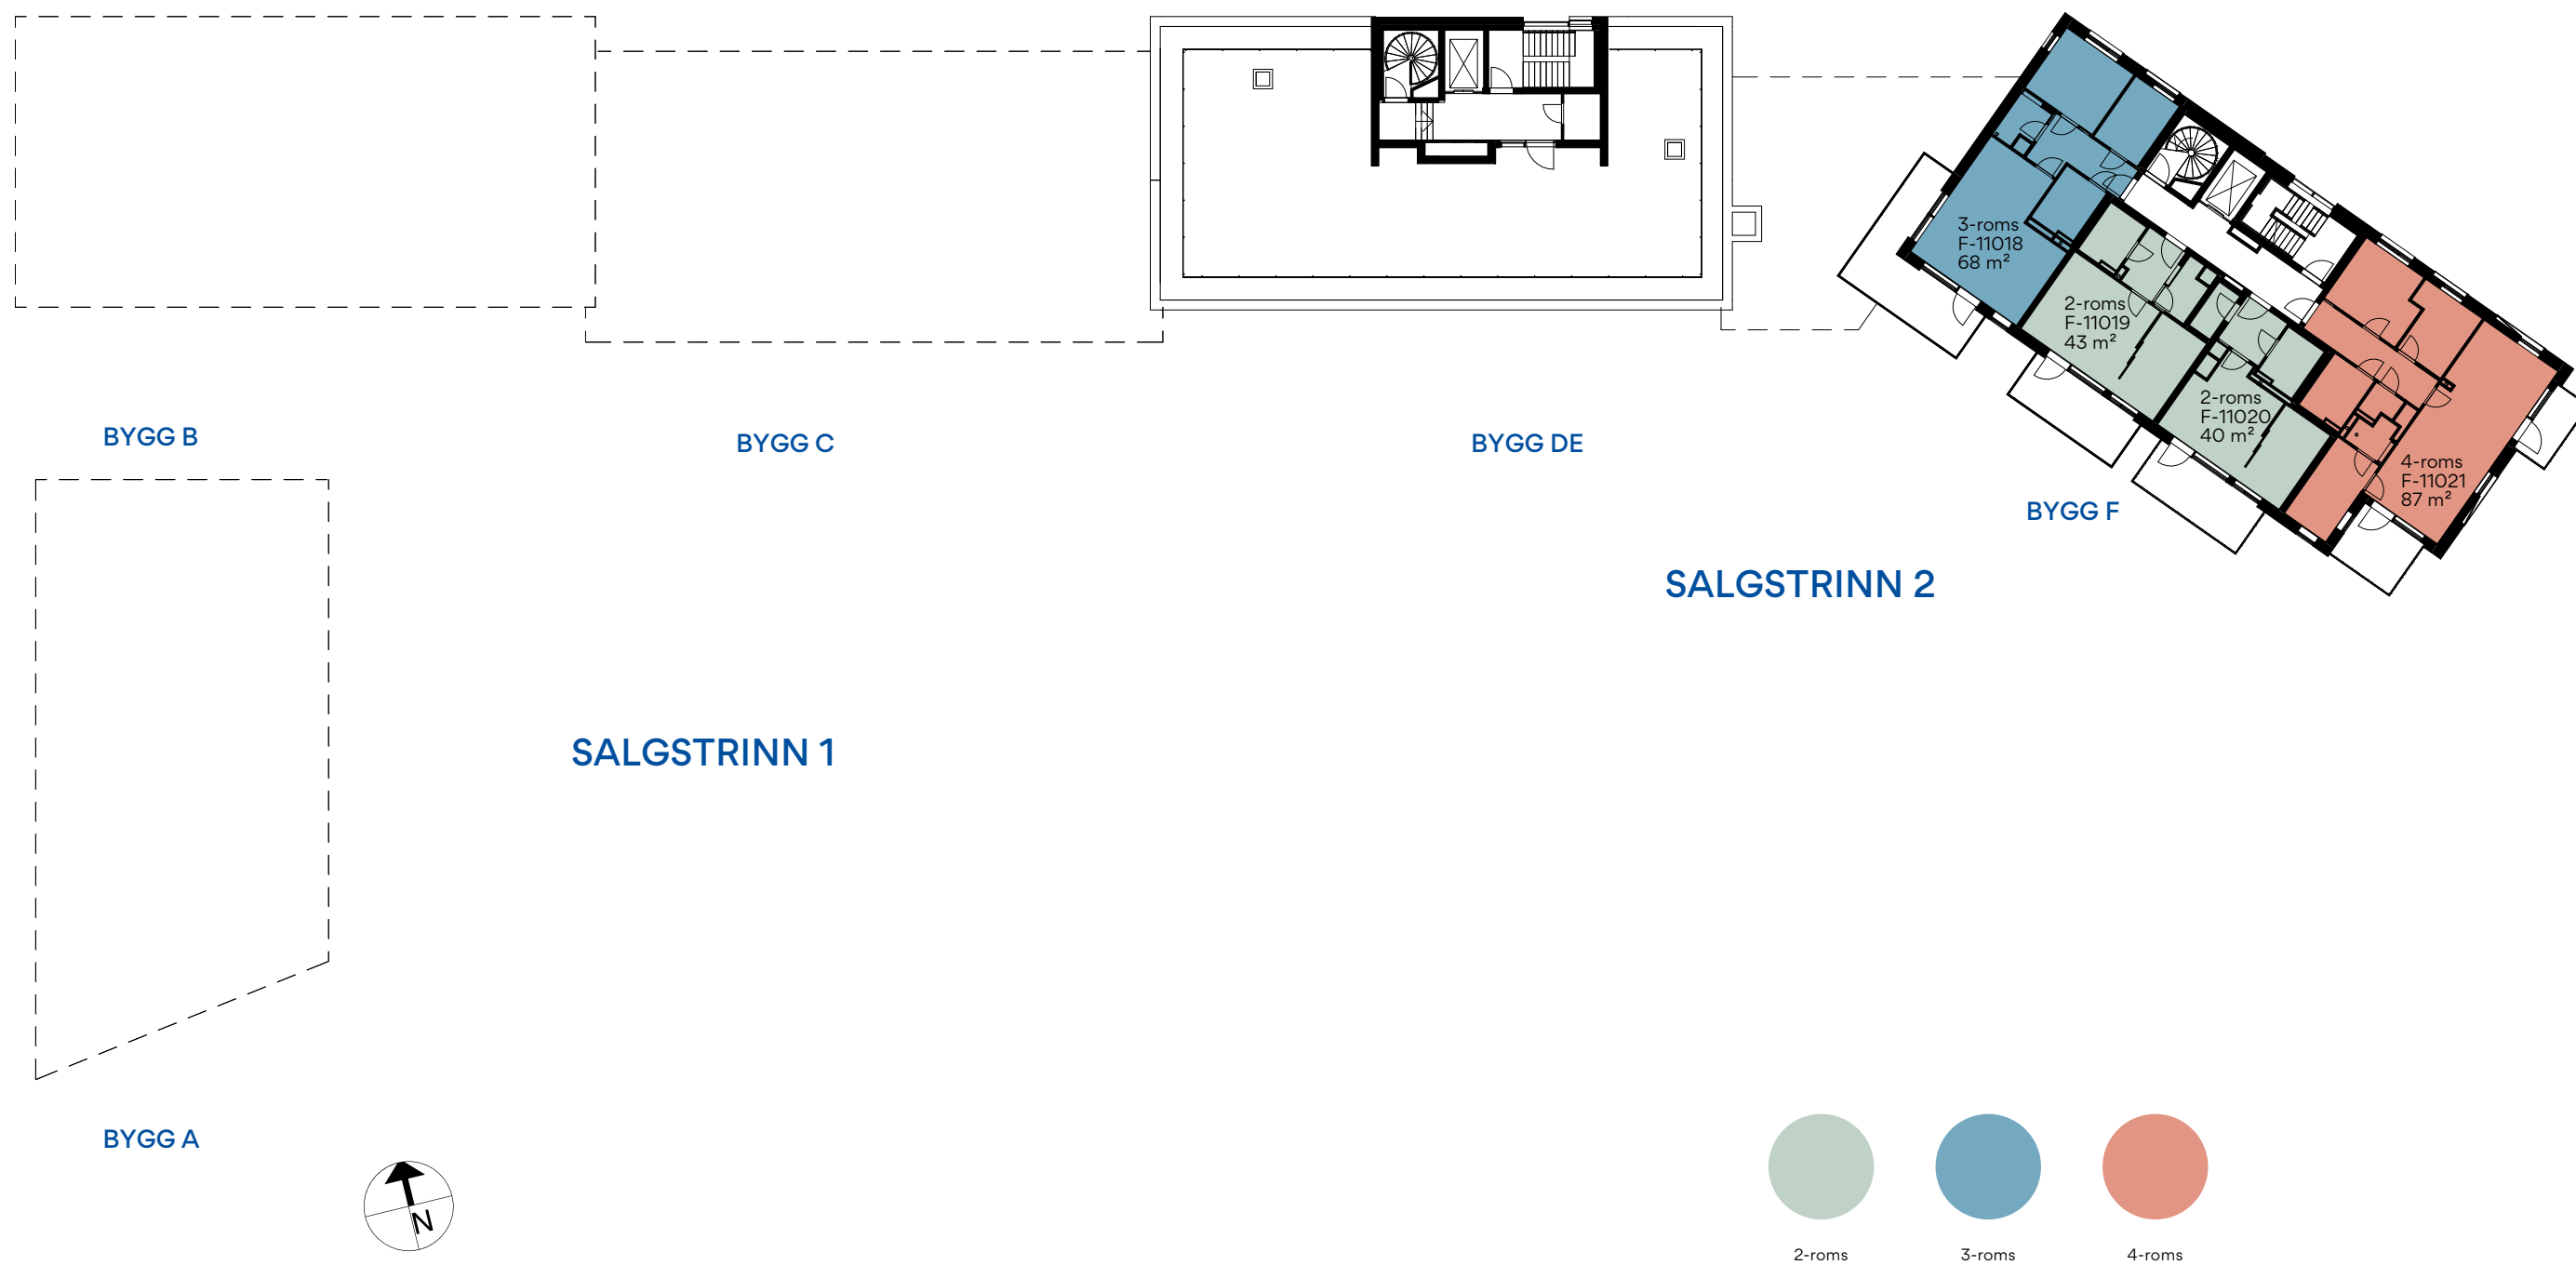 3-roms
F-11018
68 m²
2-roms
F-11019
43 m²
2-roms
F-11020
40 m²
4-roms
F-11021
87 m²
BYGG B
BYGG C
BYGG DE
BYGG F
SALGSTRINN 2
SALGSTRINN 1
BYGG A
N
2-roms
3-roms
4-roms